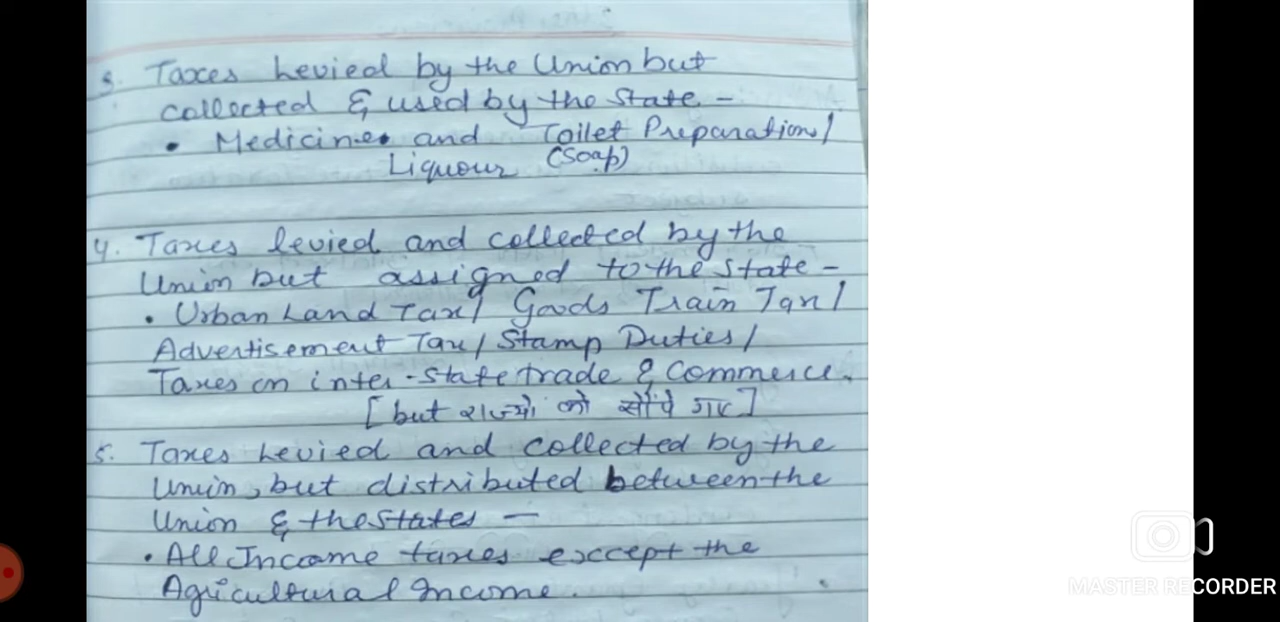 3. Taxes Levied by the Union but
collected & used by the State -
• Medicines and Toilet Preparation/
Liquour (Soap)
4. Taxes levied and collected by the
Union but assigned to the State -
• Urban Land Tax/ Goods Train Tax/
Advertisement Tax/ Stamp Duties/
Taxes on inter-state trade & Commerce.
[but राज्यो को सौंपे गए]
5. Taxes Levied and collected by the
Union, but distributed between the
Union & the States -
• All Income taxes except the
Agricultural Income.
MASTER RECORDER